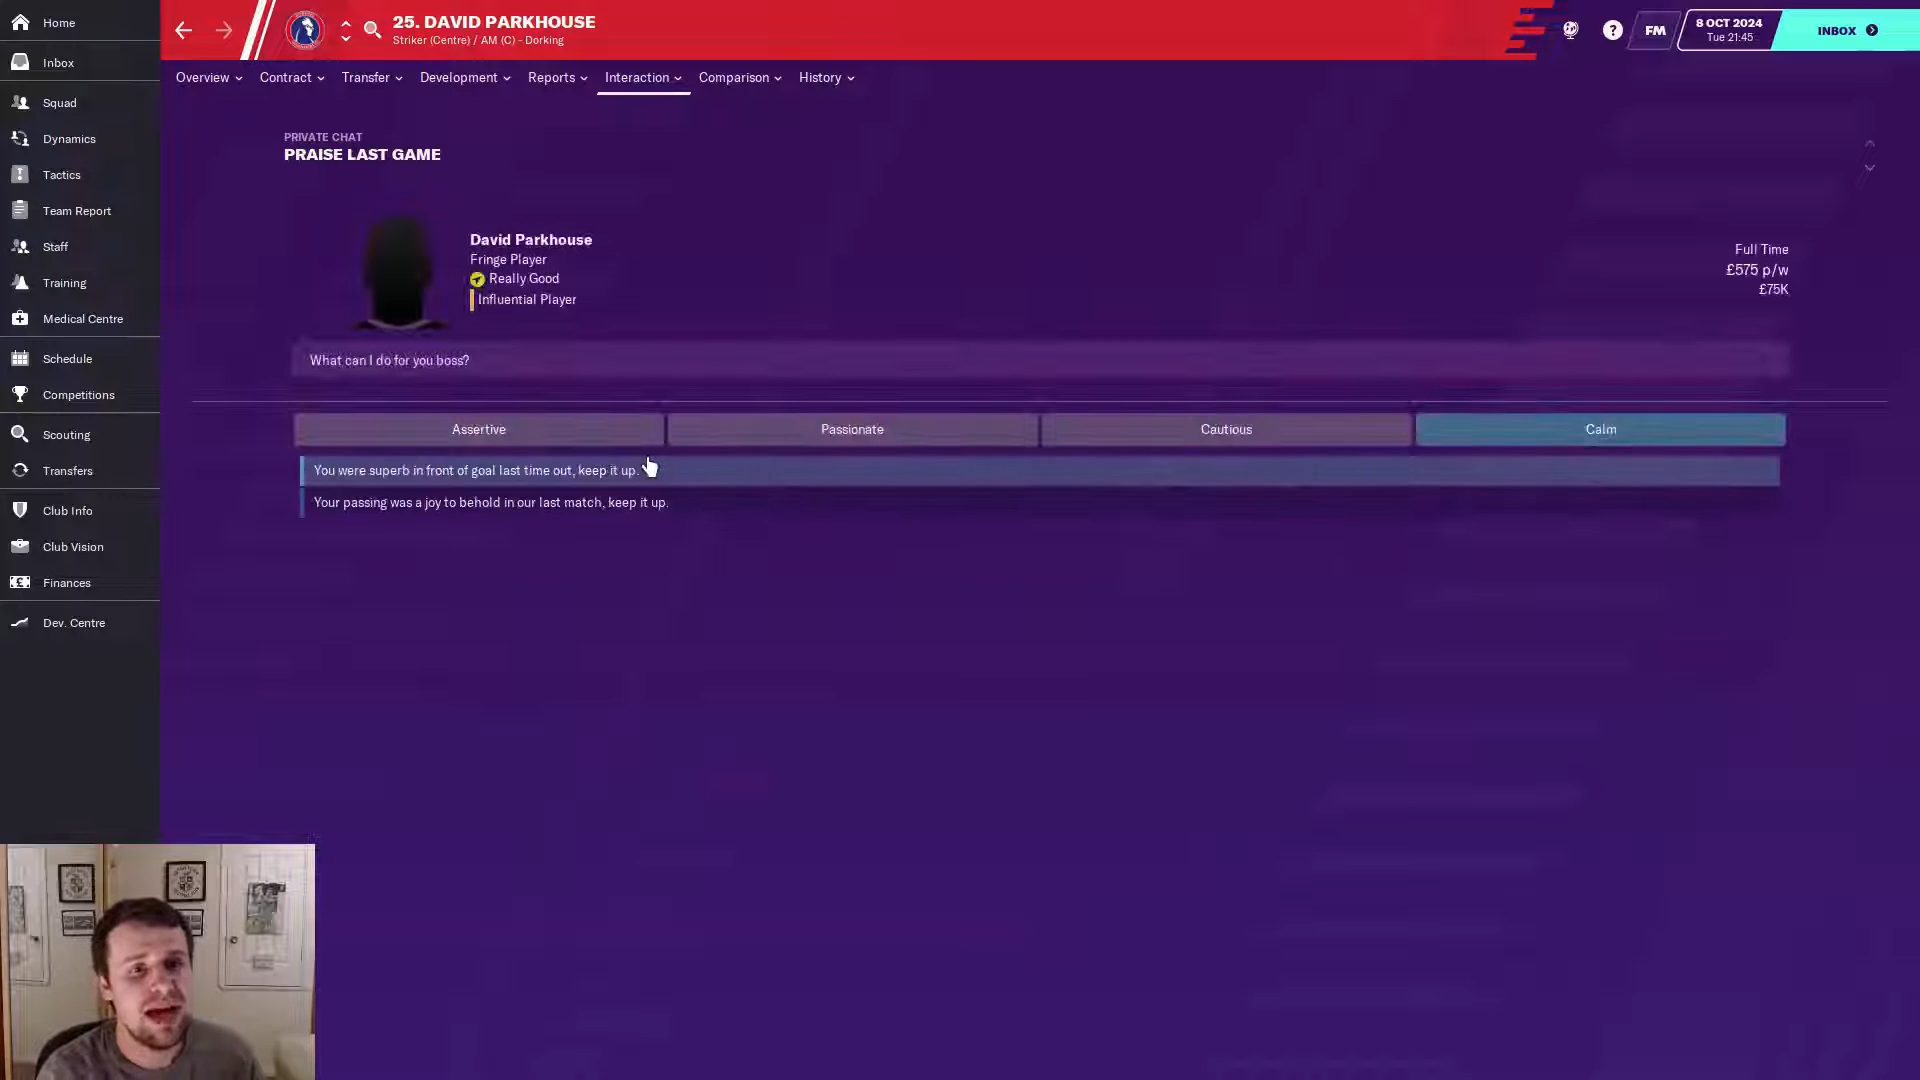 Home
Inbox
Squad
Dynamics
Tactics
Team Report
Staff
Training
Medical Centre
Schedule
Competitions
Scouting
Transfers
Club Info
Club Vision
Finances
Dev. Centre
25. DAVID PARKHOUSE
Striker (Centre) / AM (C) - Dorking
?
FM
8 OCT 2024
Tue 21:45
INBOX
Overview Contract Transfer Development Reports Interaction Comparison History
PRIVATE CHAT
PRAISE LAST GAME
David Parkhouse
Fringe Player
Really Good
Influential Player
Full Time
£575 p/w
£75K
What can I do for you boss?
Assertive Passionate Cautious Calm
You were superb in front of goal last time out, keep it up.
Your passing was a joy to behold in our last match, keep it up.